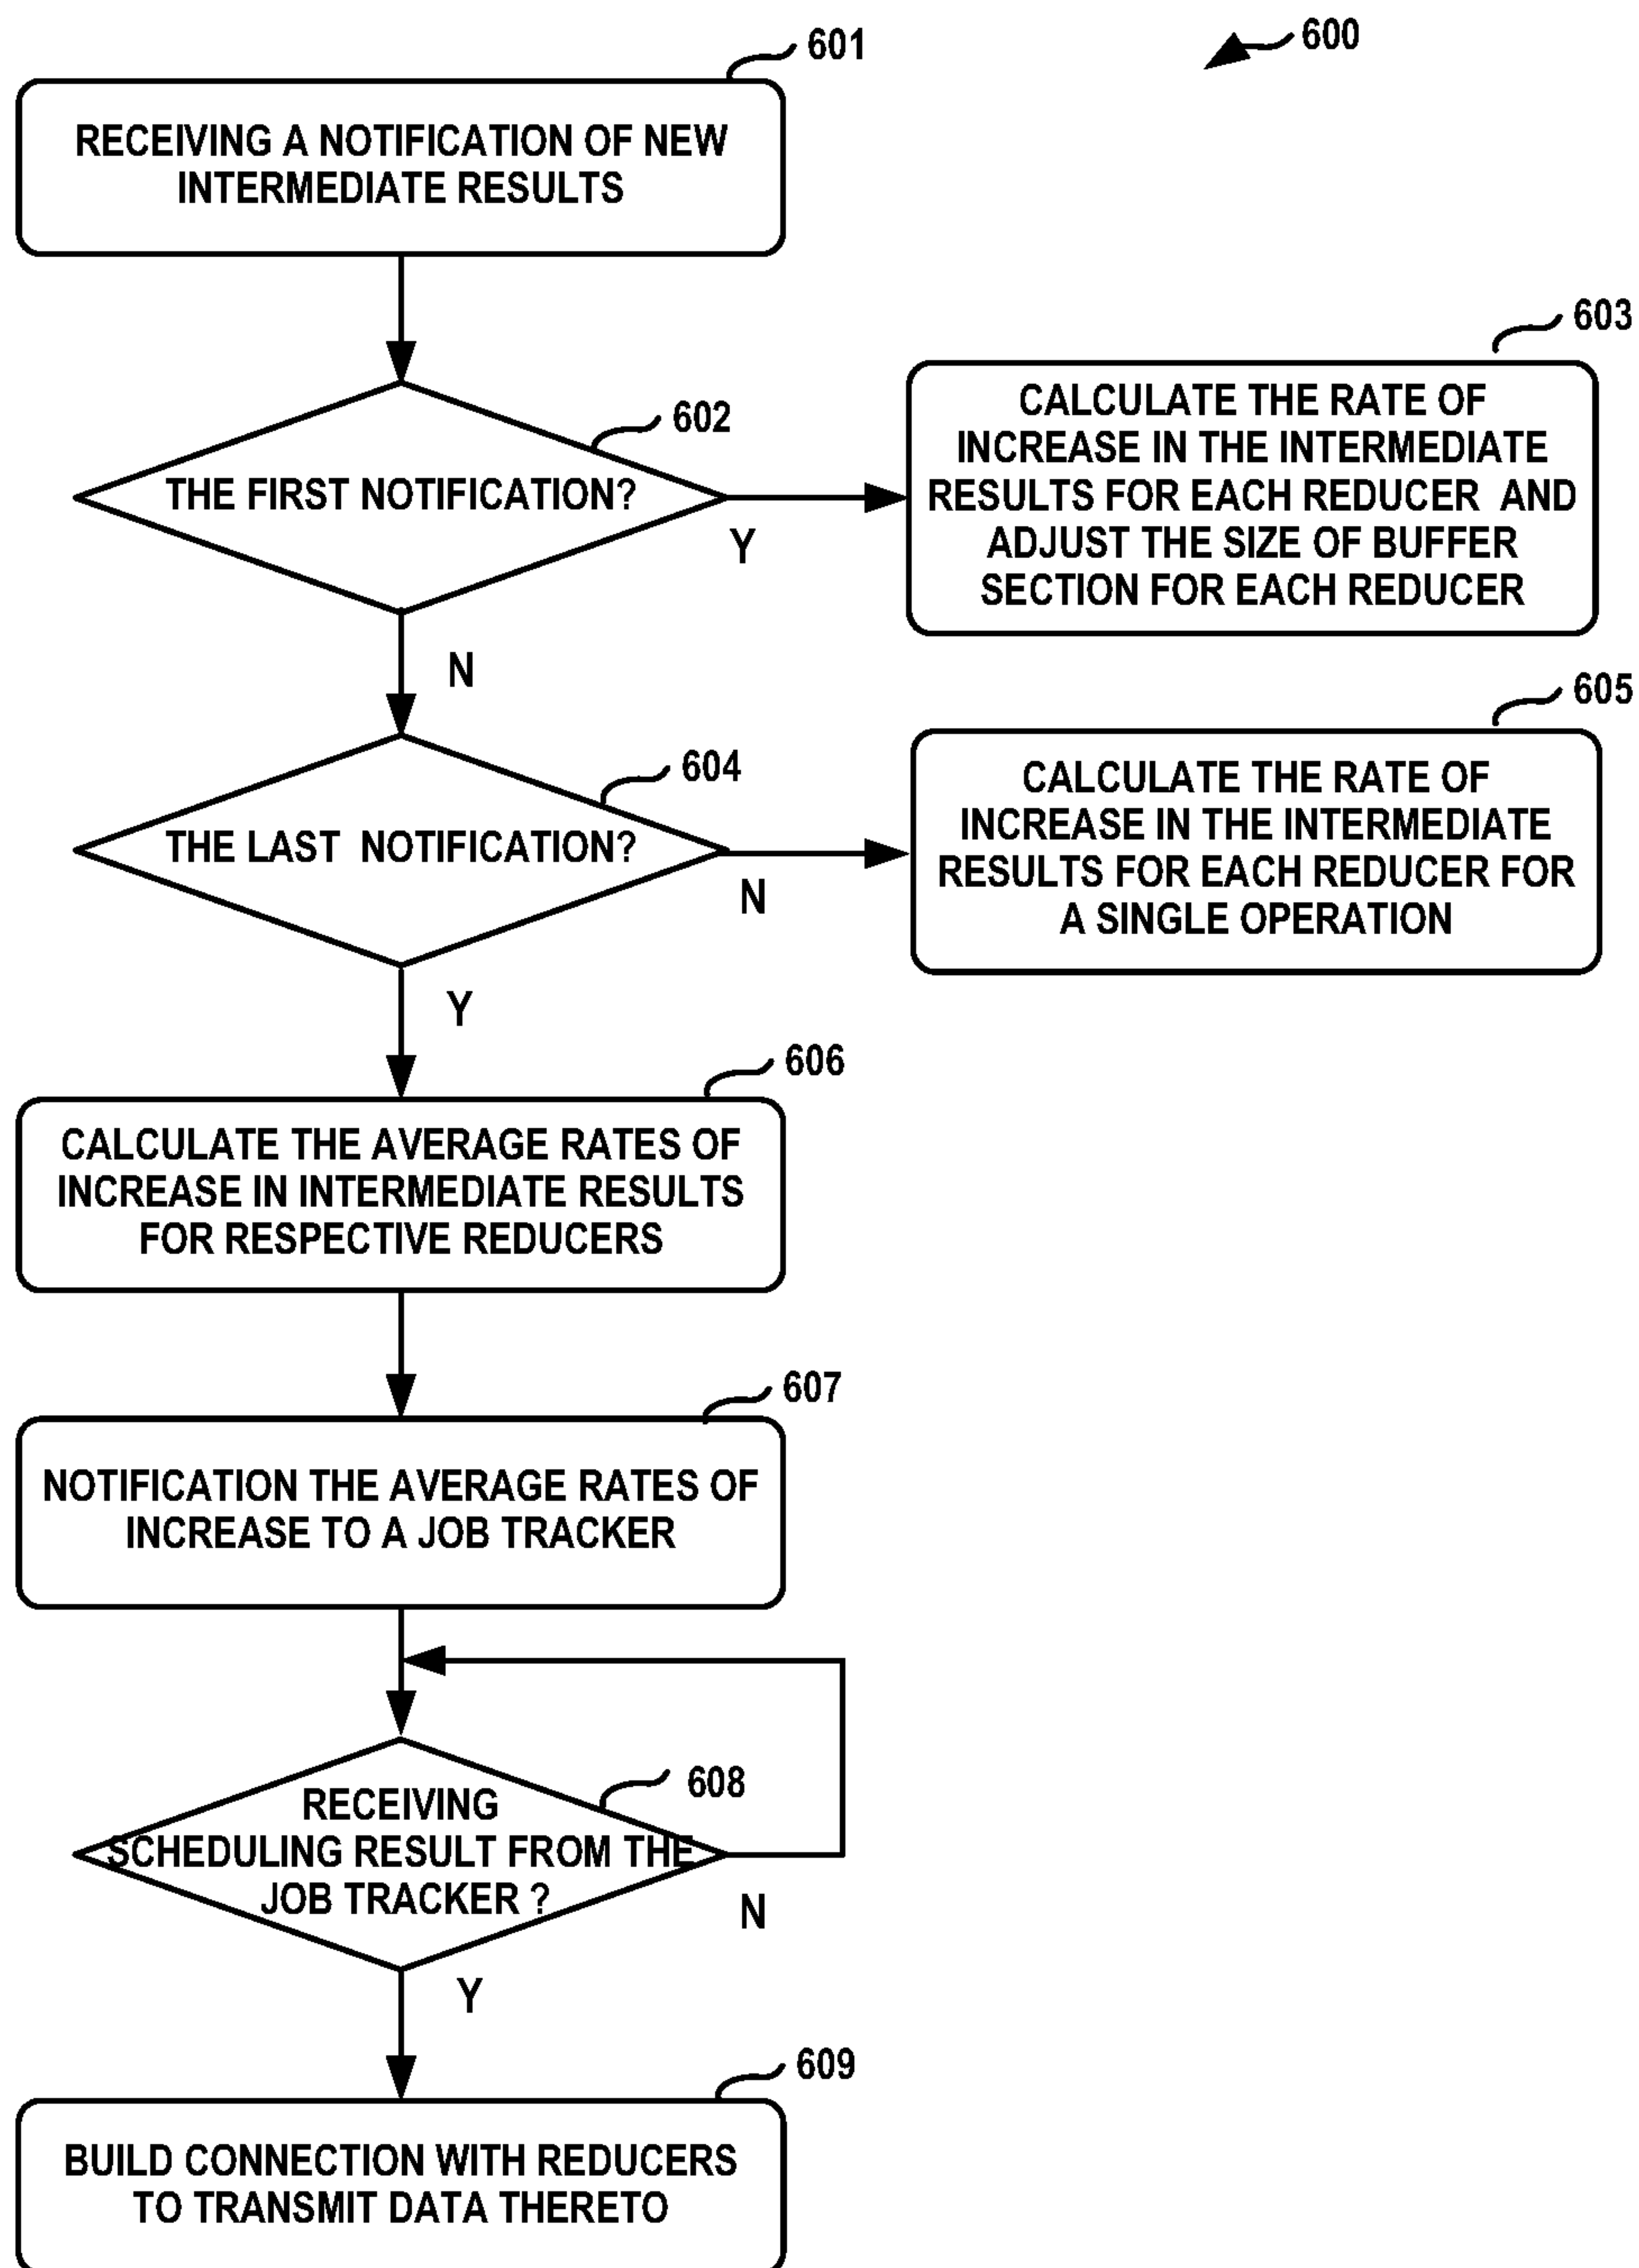 600
601
RECEIVING A NOTIFICATION OF NEW
INTERMEDIATE RESULTS
602
THE FIRST NOTIFICATION?
Y
N
603
CALCULATE THE RATE OF
INCREASE IN THE INTERMEDIATE
RESULTS FOR EACH REDUCER AND
ADJUST THE SIZE OF BUFFER
SECTION FOR EACH REDUCER
604
THE LAST NOTIFICATION?
N
Y
605
CALCULATE THE RATE OF
INCREASE IN THE INTERMEDIATE
RESULTS FOR EACH REDUCER FOR
A SINGLE OPERATION
606
CALCULATE THE AVERAGE RATES OF
INCREASE IN INTERMEDIATE RESULTS
FOR RESPECTIVE REDUCERS
607
NOTIFICATION THE AVERAGE RATES OF
INCREASE TO A JOB TRACKER
608
RECEIVING
SCHEDULING RESULT FROM THE
JOB TRACKER ?
N
Y
609
BUILD CONNECTION WITH REDUCERS
TO TRANSMIT DATA THERETO